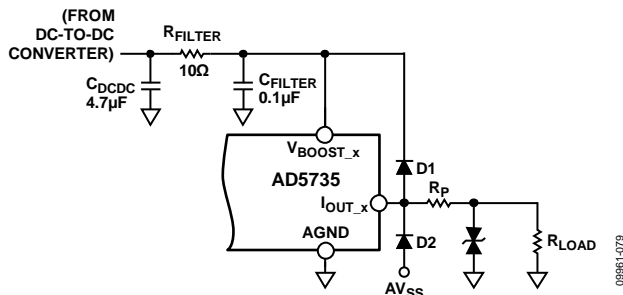 (FROM
DC-TO-DC
CONVERTER)
RFILTER
10Ω
CDCDC
4.7µF
CFILTER
0.1µF
VBOOST_x
AD5735
IOUT_x
AGND
D1
RP
D2
RLOAD
AVSS
09961-079